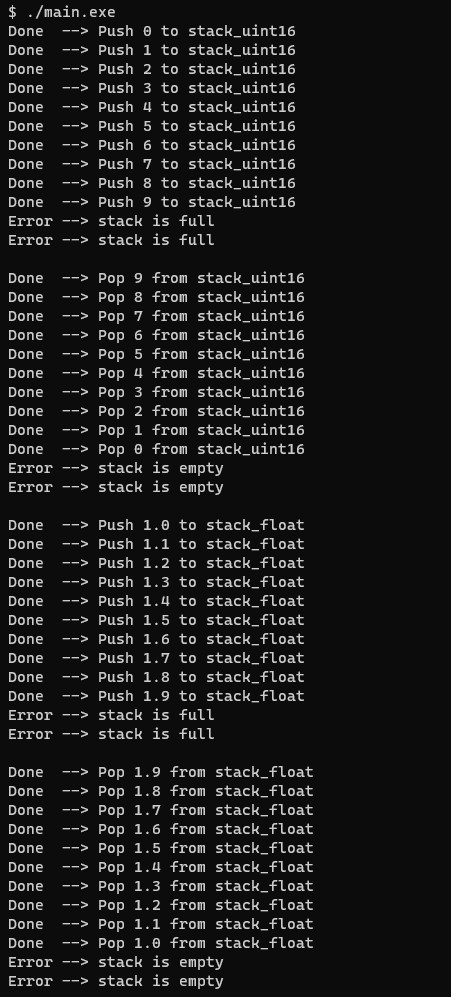 $ ./main.exe
Done  --> Push 0 to stack_uint16
Done  --> Push 1 to stack_uint16
Done  --> Push 2 to stack_uint16
Done  --> Push 3 to stack_uint16
Done  --> Push 4 to stack_uint16
Done  --> Push 5 to stack_uint16
Done  --> Push 6 to stack_uint16
Done  --> Push 7 to stack_uint16
Done  --> Push 8 to stack_uint16
Done  --> Push 9 to stack_uint16
Error --> stack is full
Error --> stack is full

Done  --> Pop 9 from stack_uint16
Done  --> Pop 8 from stack_uint16
Done  --> Pop 7 from stack_uint16
Done  --> Pop 6 from stack_uint16
Done  --> Pop 5 from stack_uint16
Done  --> Pop 4 from stack_uint16
Done  --> Pop 3 from stack_uint16
Done  --> Pop 2 from stack_uint16
Done  --> Pop 1 from stack_uint16
Done  --> Pop 0 from stack_uint16
Error --> stack is empty
Error --> stack is empty

Done  --> Push 1.0 to stack_float
Done  --> Push 1.1 to stack_float
Done  --> Push 1.2 to stack_float
Done  --> Push 1.3 to stack_float
Done  --> Push 1.4 to stack_float
Done  --> Push 1.5 to stack_float
Done  --> Push 1.6 to stack_float
Done  --> Push 1.7 to stack_float
Done  --> Push 1.8 to stack_float
Done  --> Push 1.9 to stack_float
Error --> stack is full
Error --> stack is full

Done  --> Pop 1.9 from stack_float
Done  --> Pop 1.8 from stack_float
Done  --> Pop 1.7 from stack_float
Done  --> Pop 1.6 from stack_float
Done  --> Pop 1.5 from stack_float
Done  --> Pop 1.4 from stack_float
Done  --> Pop 1.3 from stack_float
Done  --> Pop 1.2 from stack_float
Done  --> Pop 1.1 from stack_float
Done  --> Pop 1.0 from stack_float
Error --> stack is empty
Error --> stack is empty